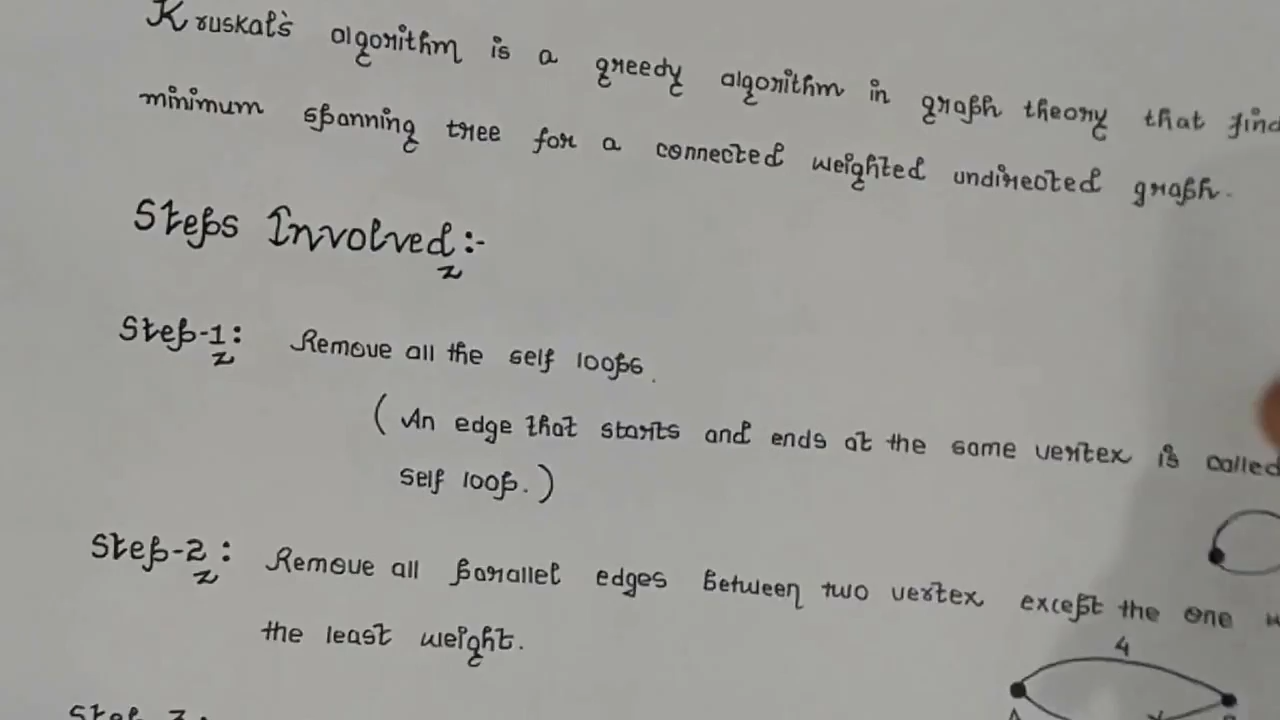 Kruskal's algorithm is a greedy algorithm in graph theory that find
minimum spanning tree for a connected weighted undirected graph.
Steps Involved :-
Step-1: Remove all the self loops.
(An edge that starts and ends at the same vertex is called
self loop.)
Step-2: Remove all parallel edges between two vertex except the one
the least weight.
4